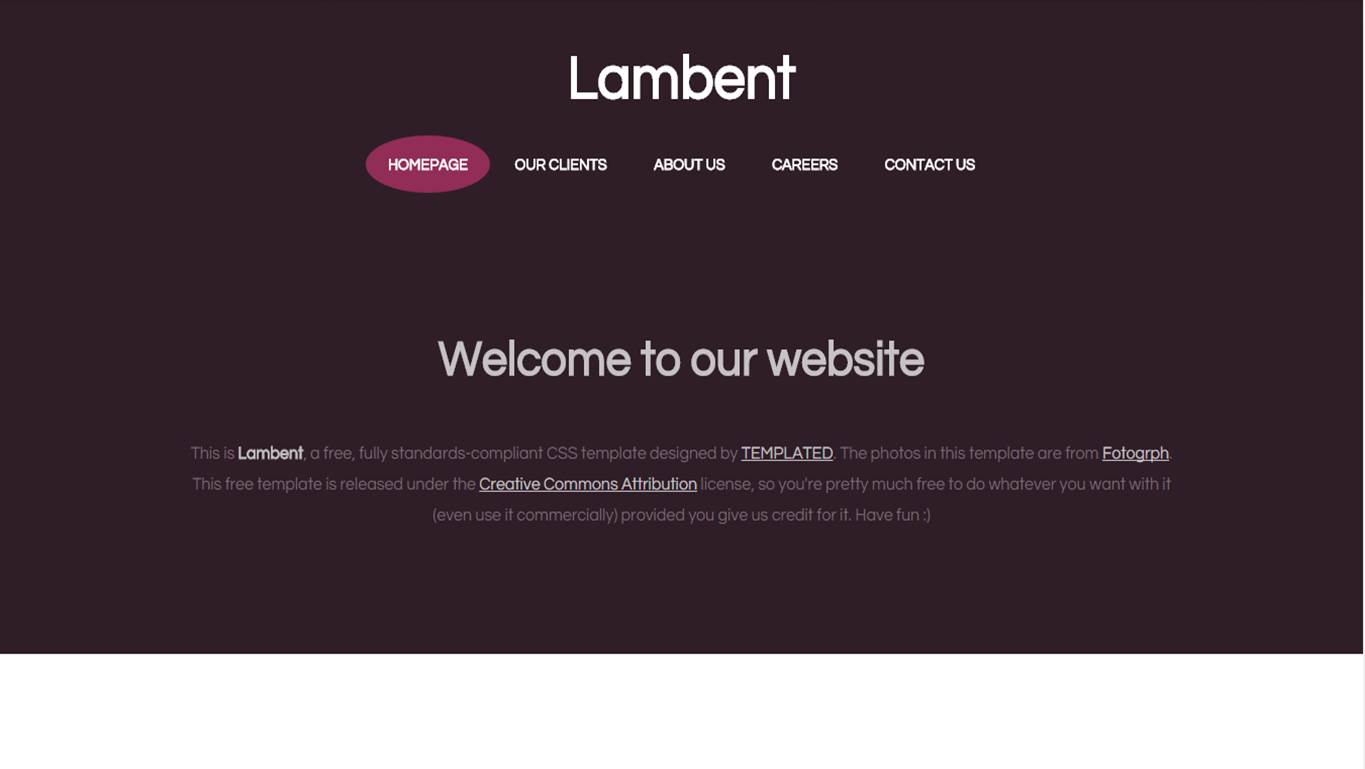 Lambent
HOMEPAGE OUR CLIENTS ABOUT US CAREERS CONTACT US
Welcome to our website
This is Lambent, a free, fully standards-compliant CSS template designed by TEMPLATED. The photos in this template are from Fotogrph.
This free template is released under the Creative Commons Attribution license, so you're pretty much free to do whatever you want with it
(even use it commercially) provided you give us credit for it. Have fun :)